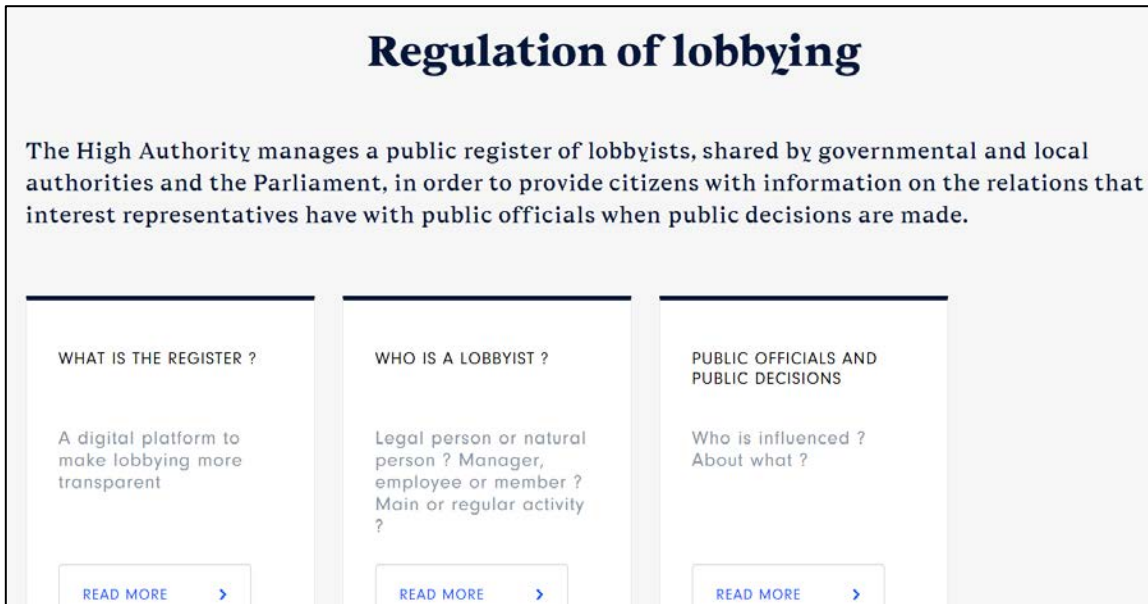 Regulation of lobbying
The High Authority manages a public register of lobbyists, shared by governmental and local
authorities and the Parliament, in order to provide citizens with information on the relations that
interest representatives have with public officials when public decisions are made.
WHAT IS THE REGISTER ?
A digital platform to
make lobbying more
transparent
READ MORE
WHO IS A LOBBYIST ?
Legal person or natural
person ? Manager,
employee or member ?
Main or regular activity
?
READ MORE
PUBLIC OFFICIALS AND
PUBLIC DECISIONS
Who is influenced ?
About what ?
READ MORE